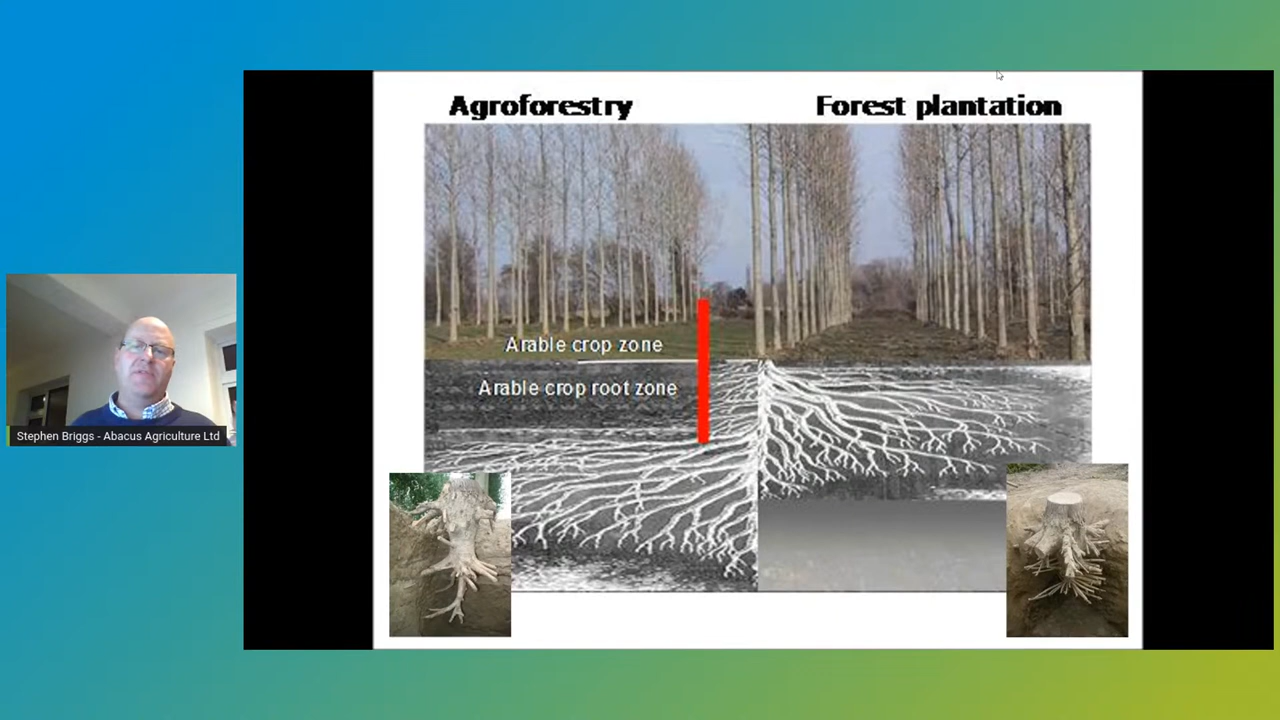 Agroforestry
Forest plantation
Arable crop zone
Arable crop root zone
Stephen Briggs - Abacus Agriculture Ltd